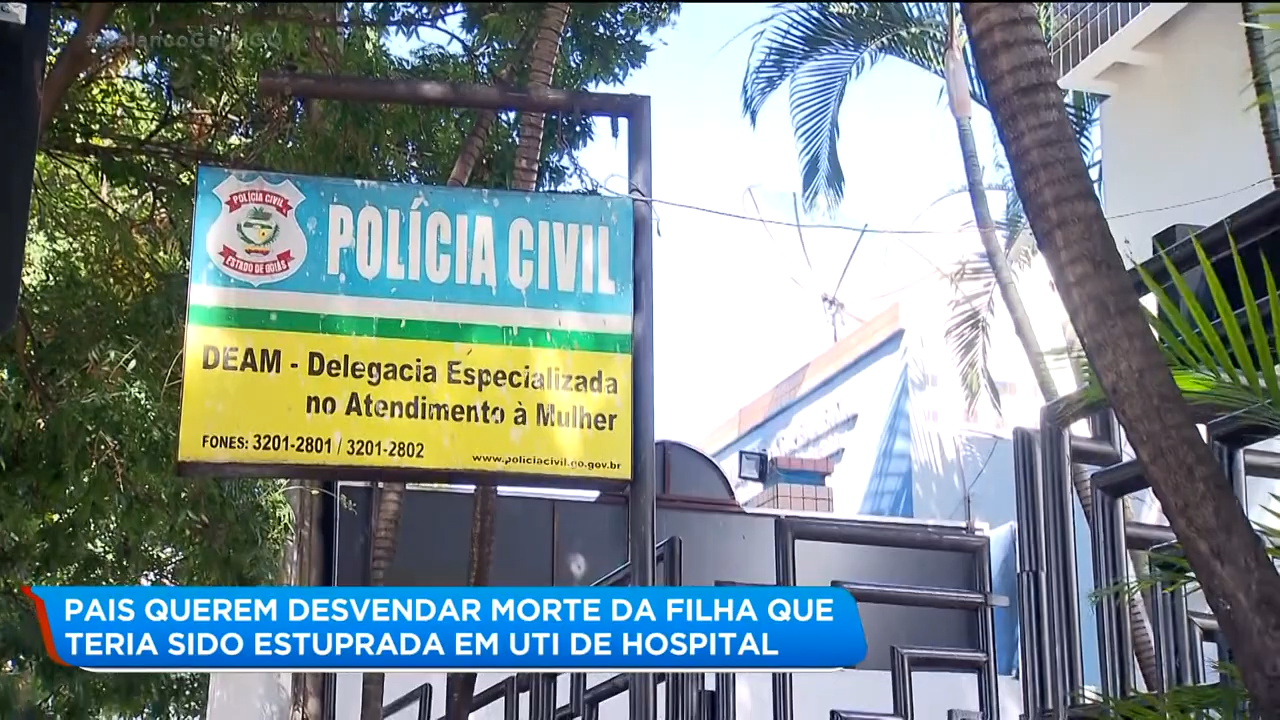 POLÍCIA CIVIL
ESTADO DE GOIÁS
POLÍCIA CIVIL
DEAM - Delegacia Especializada
no Atendimento à Mulher
FONES: 3201-2801 / 3201-2802
www.policiacivil.go.gov.br
PAIS QUEREM DESVENDAR MORTE DA FILHA QUE
TERIA SIDO ESTUPRADA EM UTI DE HOSPITAL